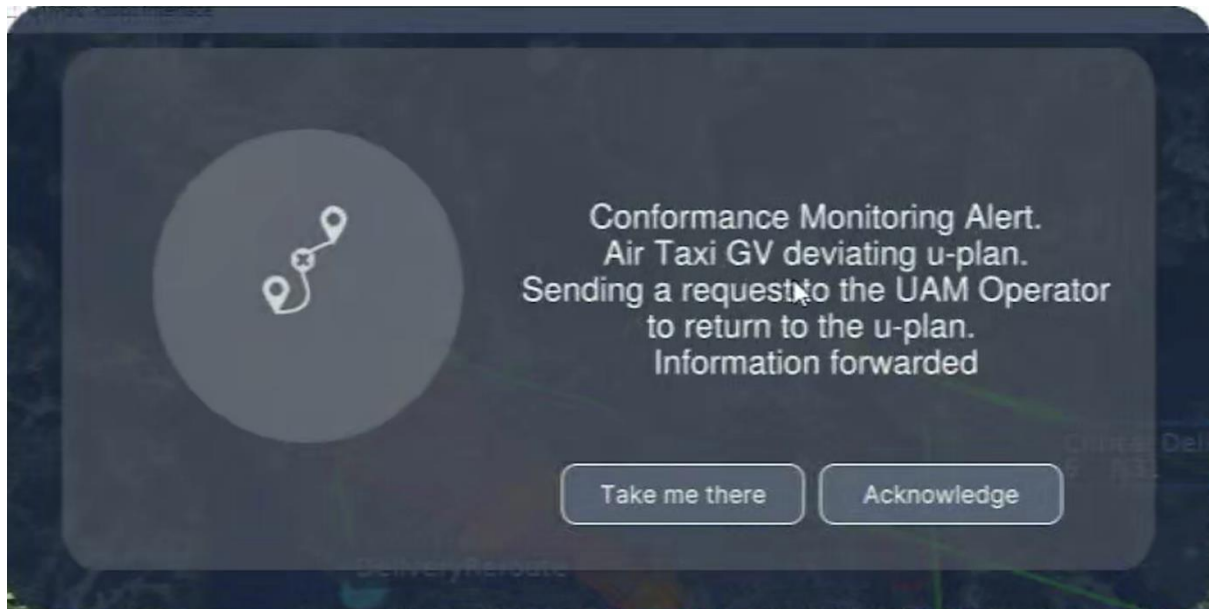 Conformance Monitoring Alert.
Air Taxi GV deviating u-plan.
Sending a request to the UAM Operator
to return to the u-plan.
Information forwarded
Take me there
Acknowledge
DeliveryReroute